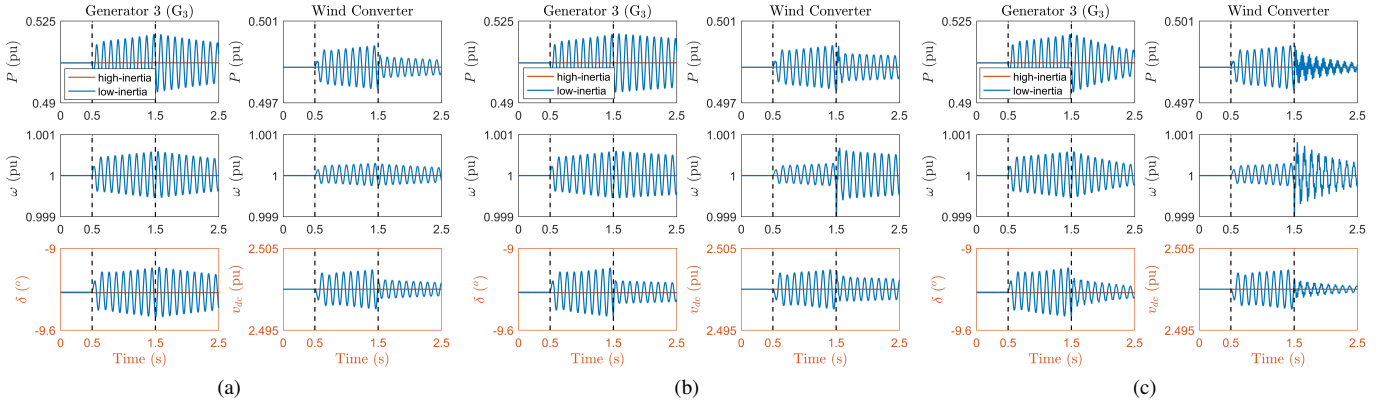 Generator 3 (G3) Wind Converter Generator 3 (G3) Wind Converter Generator 3 (G3) Wind Converter
0.525 0.501 0.525 0.501 0.525 0.501
P (pu) P (pu) P (pu) P (pu) P (pu) P (pu)
high-inertia high-inertia high-inertia
low-inertia low-inertia low-inertia
0.49 0.497 0.49 0.497 0.49 0.497
0 0.5 1 1.5 2 2.5 0 0.5 1 1.5 2 2.5 0 0.5 1 1.5 2 2.5 0 0.5 1 1.5 2 2.5 0 0.5 1 1.5 2 2.5 0 0.5 1 1.5 2 2.5
1.001 1.001 1.001 1.001 1.001 1.001
ω (pu) 1 ω (pu) 1 ω (pu) 1 ω (pu) 1 ω (pu) 1 ω (pu) 1
0.999 0.999 0.999 0.999 0.999 0.999
0 0.5 1 1.5 2 2.5 0 0.5 1 1.5 2 2.5 0 0.5 1 1.5 2 2.5 0 0.5 1 1.5 2 2.5 0 0.5 1 1.5 2 2.5 0 0.5 1 1.5 2 2.5
-9 2.505 -9 2.505 -9 2.505
δ (°) vdc (pu) δ (°) vdc (pu) δ (°) vdc (pu)
-9.6 2.495 -9.6 2.495 -9.6 2.495
0 0.5 1 1.5 2 2.5 0 0.5 1 1.5 2 2.5 0 0.5 1 1.5 2 2.5 0 0.5 1 1.5 2 2.5 0 0.5 1 1.5 2 2.5 0 0.5 1 1.5 2 2.5
Time (s) Time (s) Time (s) Time (s) Time (s) Time (s)
(a) (b) (c)